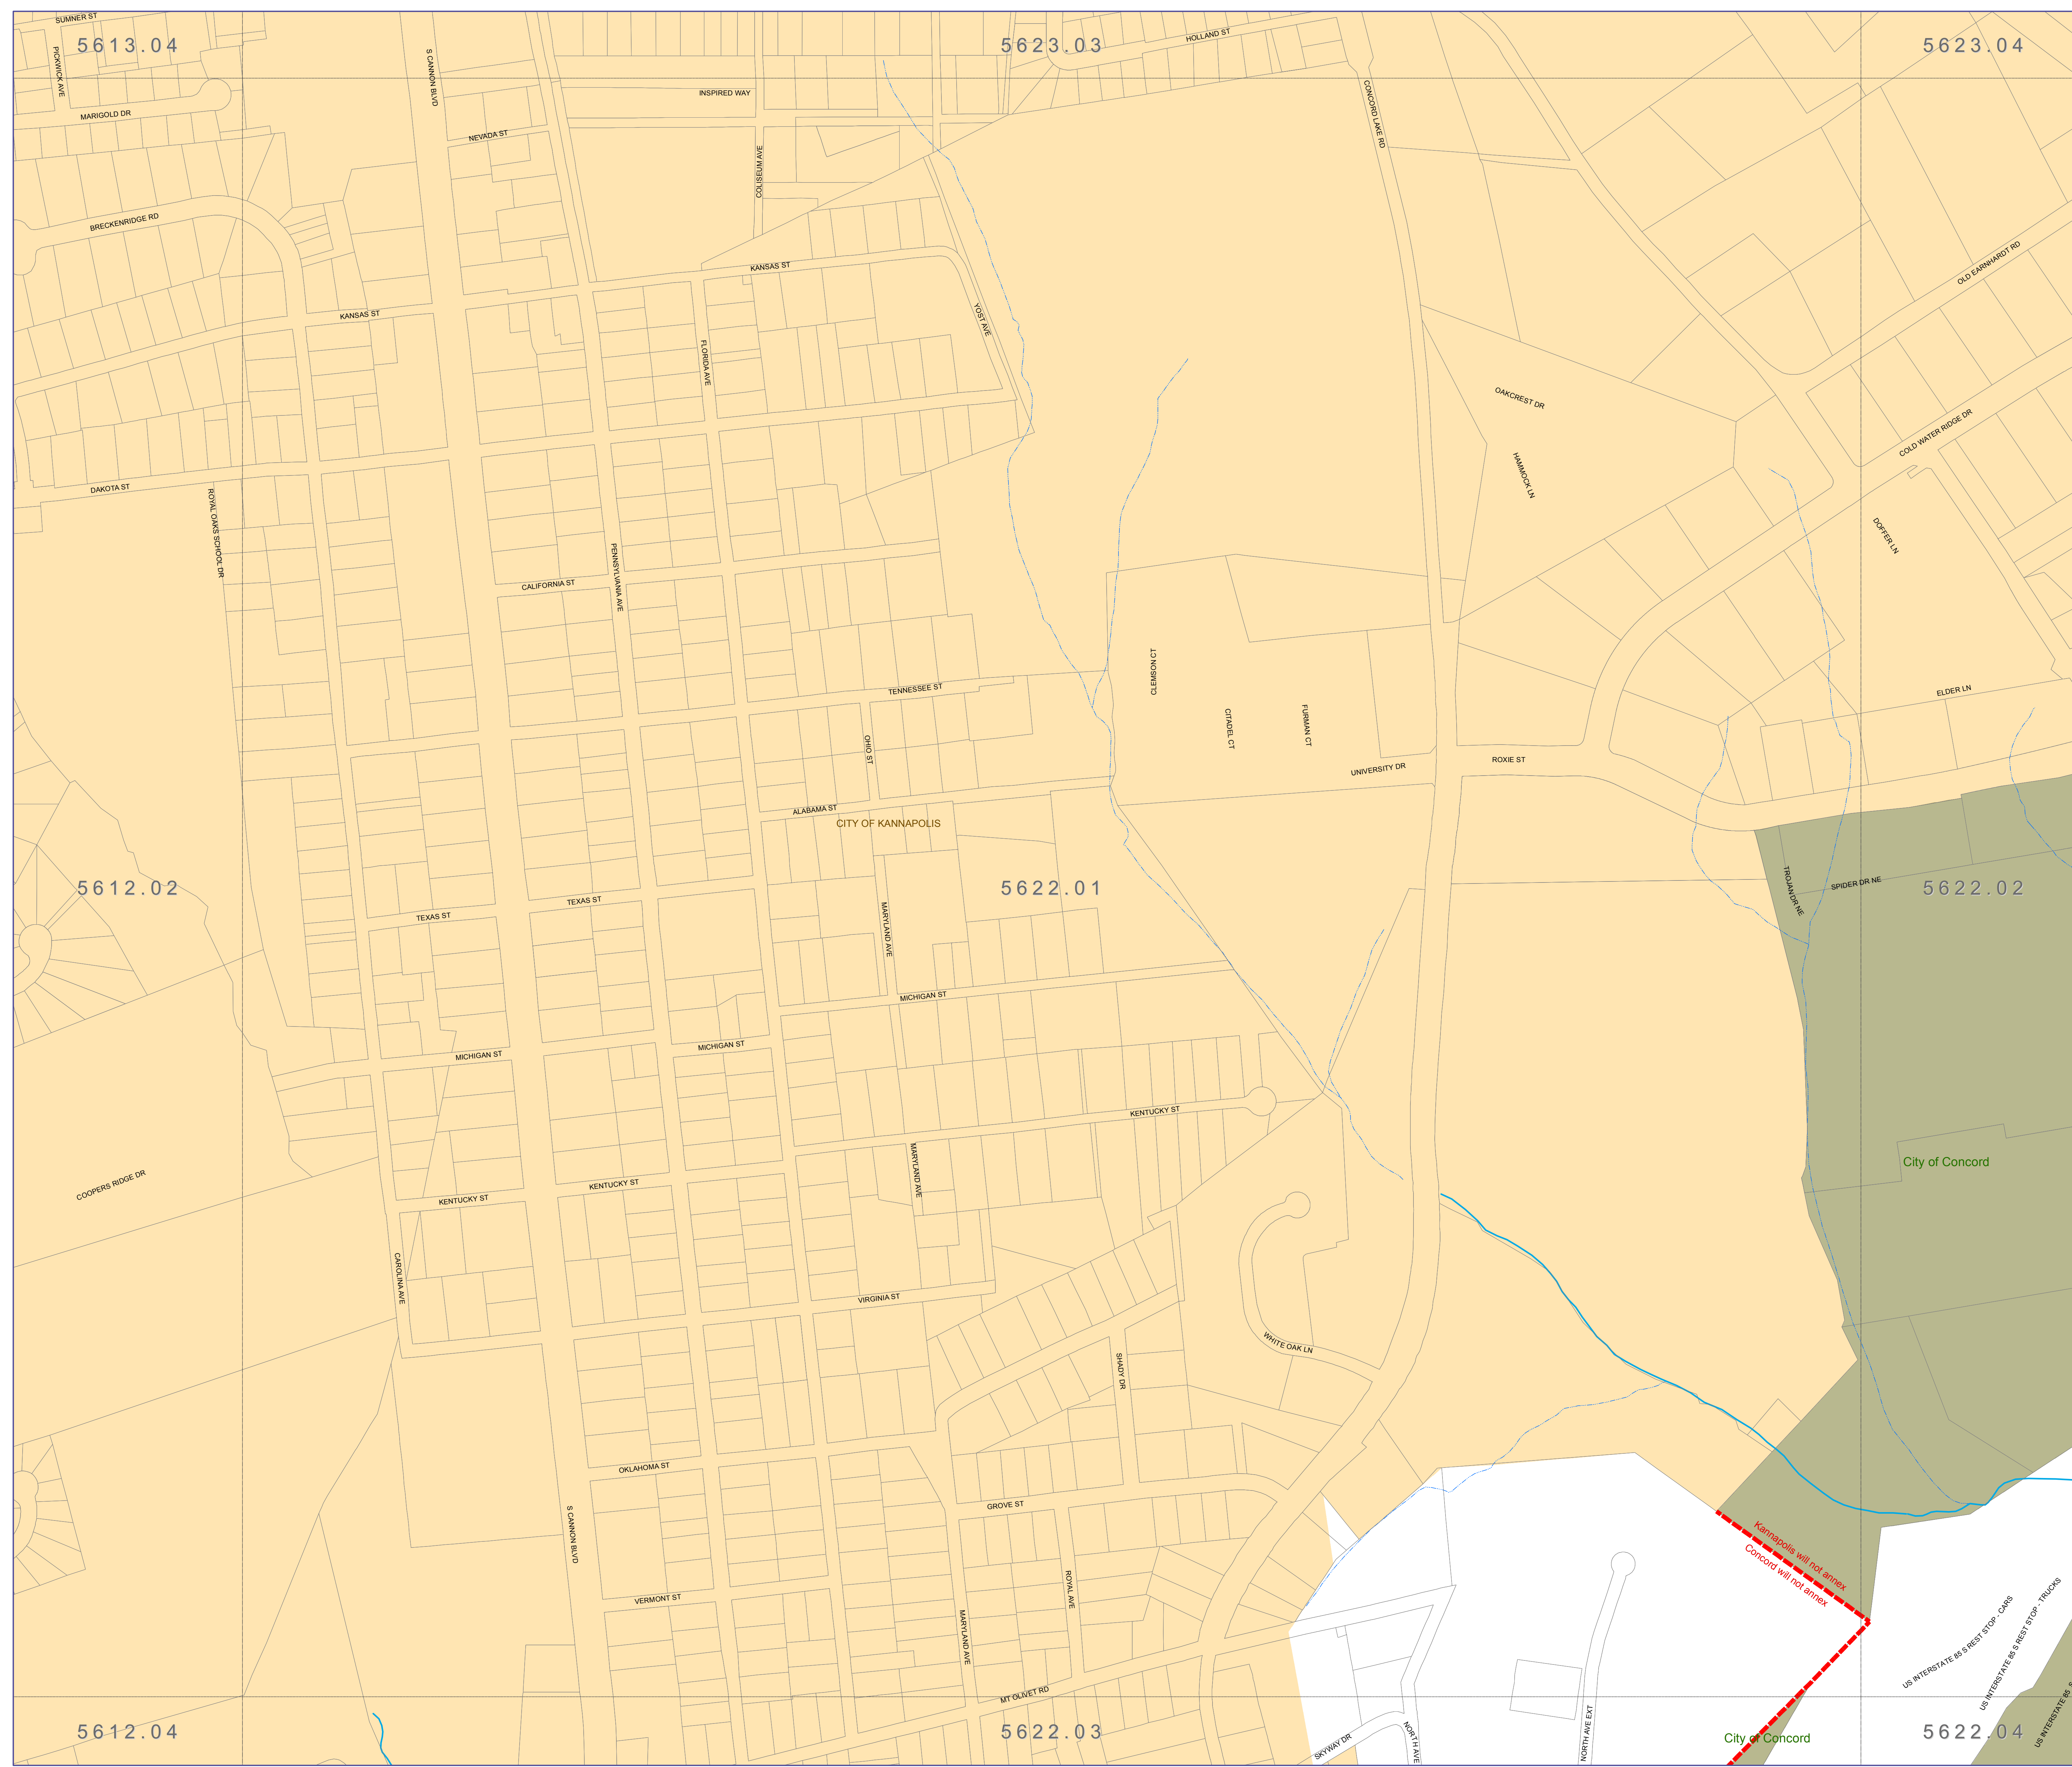 SUMNER ST
5613.04
5623.03
5623.04
HOLLAND ST
PICKWICK AVE
S CANNON BLVD
INSPIRED WAY
MARIGOLD DR
CONCORD LAKE RD
NEVADA ST
COLISEUM AVE
BRECKENRIDGE RD
OLD EARNHARDT RD
KANSAS ST
KANSAS ST
YOST AVE
FLORIDA AVE
OAKCREST DR
COLD WATER RIDGE DR
HAMMOCK LN
DAKOTA ST
ROYAL OAKS SCHOOL DR
DOFFER LN
PENNSYLVANIA AVE
CALIFORNIA ST
CLEMSON CT
TENNESSEE ST
ELDER LN
CITADEL CT
FURMAN CT
OHIO ST
ROXIE ST
UNIVERSITY DR
ALABAMA ST
CITY OF KANNAPOLIS
5612.02
5622.01
5622.02
TROJAN DR NE
SPIDER DR NE
TEXAS ST
TEXAS ST
MARYLAND AVE
MICHIGAN ST
MICHIGAN ST
MICHIGAN ST
KENTUCKY ST
City of Concord
COOPERS RIDGE DR
MARYLAND AVE
KENTUCKY ST
KENTUCKY ST
CAROLINA AVE
VIRGINIA ST
WHITE OAK LN
SHADY DR
OKLAHOMA ST
GROVE ST
S CANNON BLVD
Kannapolis will not annex
Concord will not annex
ROYAL AVE
VERMONT ST
MARYLAND AVE
US INTERSTATE 85 S REST STOP - CARS
US INTERSTATE 85 S REST STOP - TRUCKS
MT OLIVET RD
US INTERSTATE 85 S
5612.04
5622.03
5622.04
City of Concord
SKYWAY DR
NORTH AVE
NORTH AVE EXT